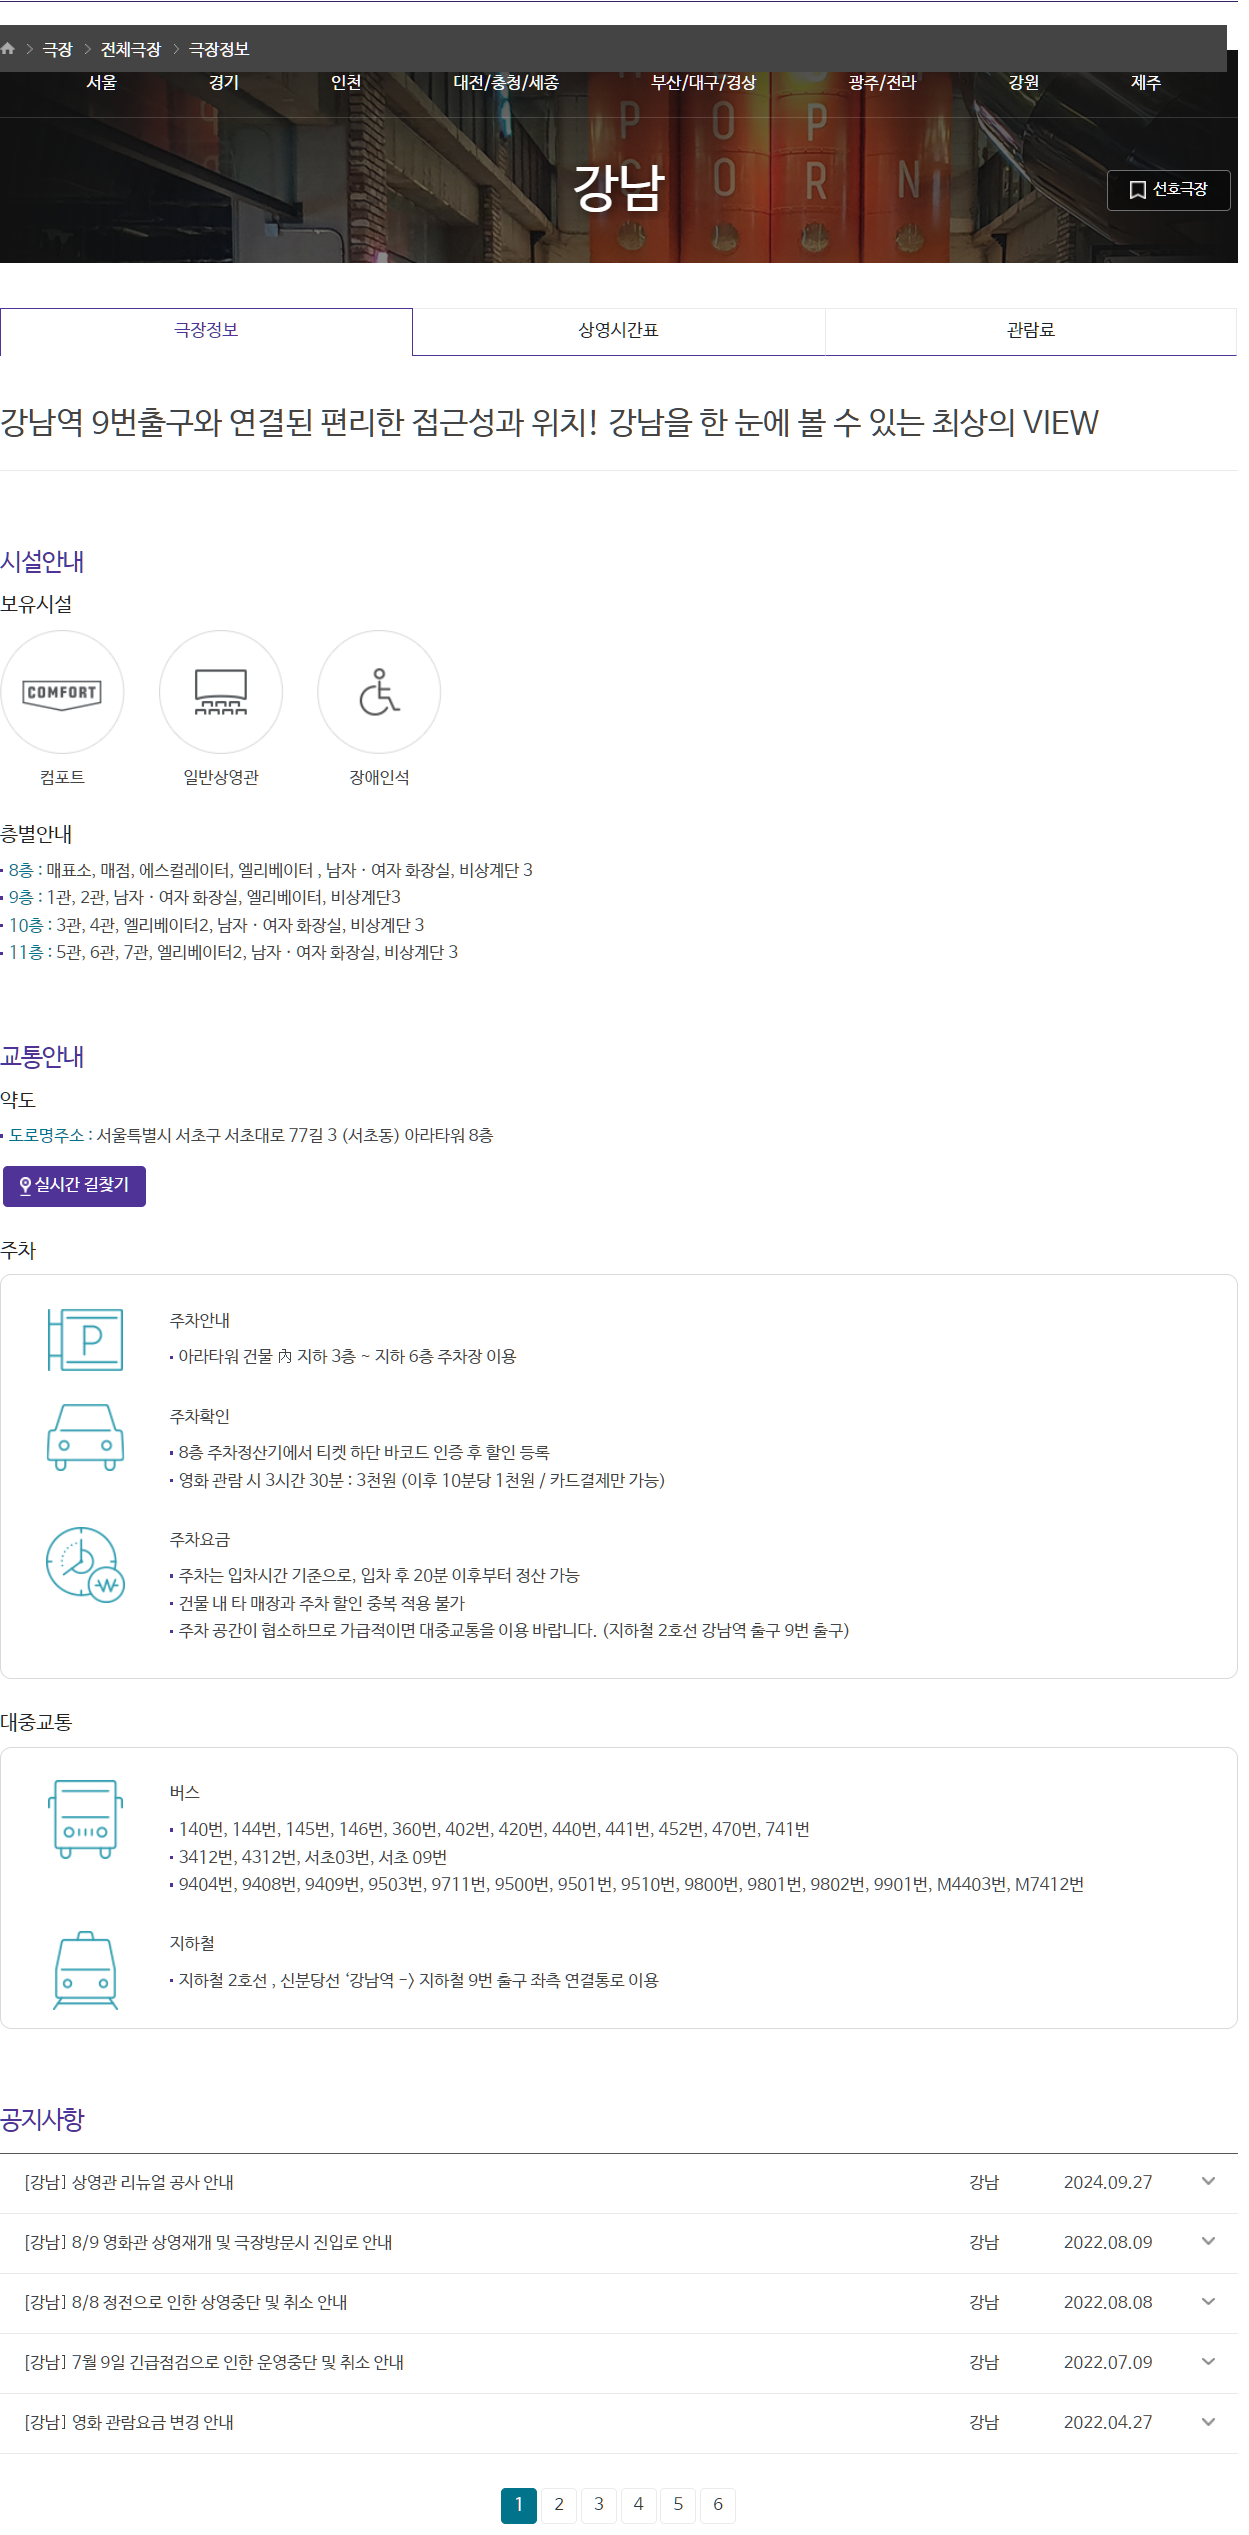 극장 > 전체극장 > 극장정보
서울 경기 인천 대전/충청/세종 부산/대구/경상 광주/전라 강원 제주
P O P
C O R N
강남
선호극장
극장정보 상영시간표 관람료
강남역 9번출구와 연결된 편리한 접근성과 위치! 강남을 한 눈에 볼 수 있는 최상의 VIEW
시설안내
보유시설
COMFORT
컴포트 일반상영관 장애인석
층별안내
8층 : 매표소, 매점, 에스컬레이터, 엘리베이터 , 남자 · 여자 화장실, 비상계단 3
9층 : 1관, 2관, 남자 · 여자 화장실, 엘리베이터, 비상계단3
10층 : 3관, 4관, 엘리베이터2, 남자 · 여자 화장실, 비상계단 3
11층 : 5관, 6관, 7관, 엘리베이터2, 남자 · 여자 화장실, 비상계단 3
교통안내
약도
도로명주소 : 서울특별시 서초구 서초대로 77길 3 (서초동) 아라타워 8층
실시간 길찾기
주차
P
주차안내
아라타워 건물 內 지하 3층 ~ 지하 6층 주차장 이용
주차확인
8층 주차정산기에서 티켓 하단 바코드 인증 후 할인 등록
영화 관람 시 3시간 30분 : 3천원 (이후 10분당 1천원 / 카드결제만 가능)
주차요금
주차는 입차시간 기준으로, 입차 후 20분 이후부터 정산 가능
건물 내 타 매장과 주차 할인 중복 적용 불가
주차 공간이 협소하므로 가급적이면 대중교통을 이용 바랍니다. (지하철 2호선 강남역 출구 9번 출구)
대중교통
버스
140번, 144번, 145번, 146번, 360번, 402번, 420번, 440번, 441번, 452번, 470번, 741번
3412번, 4312번, 서초03번, 서초 09번
9404번, 9408번, 9409번, 9503번, 9711번, 9500번, 9501번, 9510번, 9800번, 9801번, 9802번, 9901번, M4403번, M7412번
지하철
지하철 2호선 , 신분당선 ‘강남역 -> 지하철 9번 출구 좌측 연결통로 이용
공지사항
[강남] 상영관 리뉴얼 공사 안내 강남 2024.09.27
[강남] 8/9 영화관 상영재개 및 극장방문시 진입로 안내 강남 2022.08.09
[강남] 8/8 정전으로 인한 상영중단 및 취소 안내 강남 2022.08.08
[강남] 7월 9일 긴급점검으로 인한 운영중단 및 취소 안내 강남 2022.07.09
[강남] 영화 관람요금 변경 안내 강남 2022.04.27
1 2 3 4 5 6